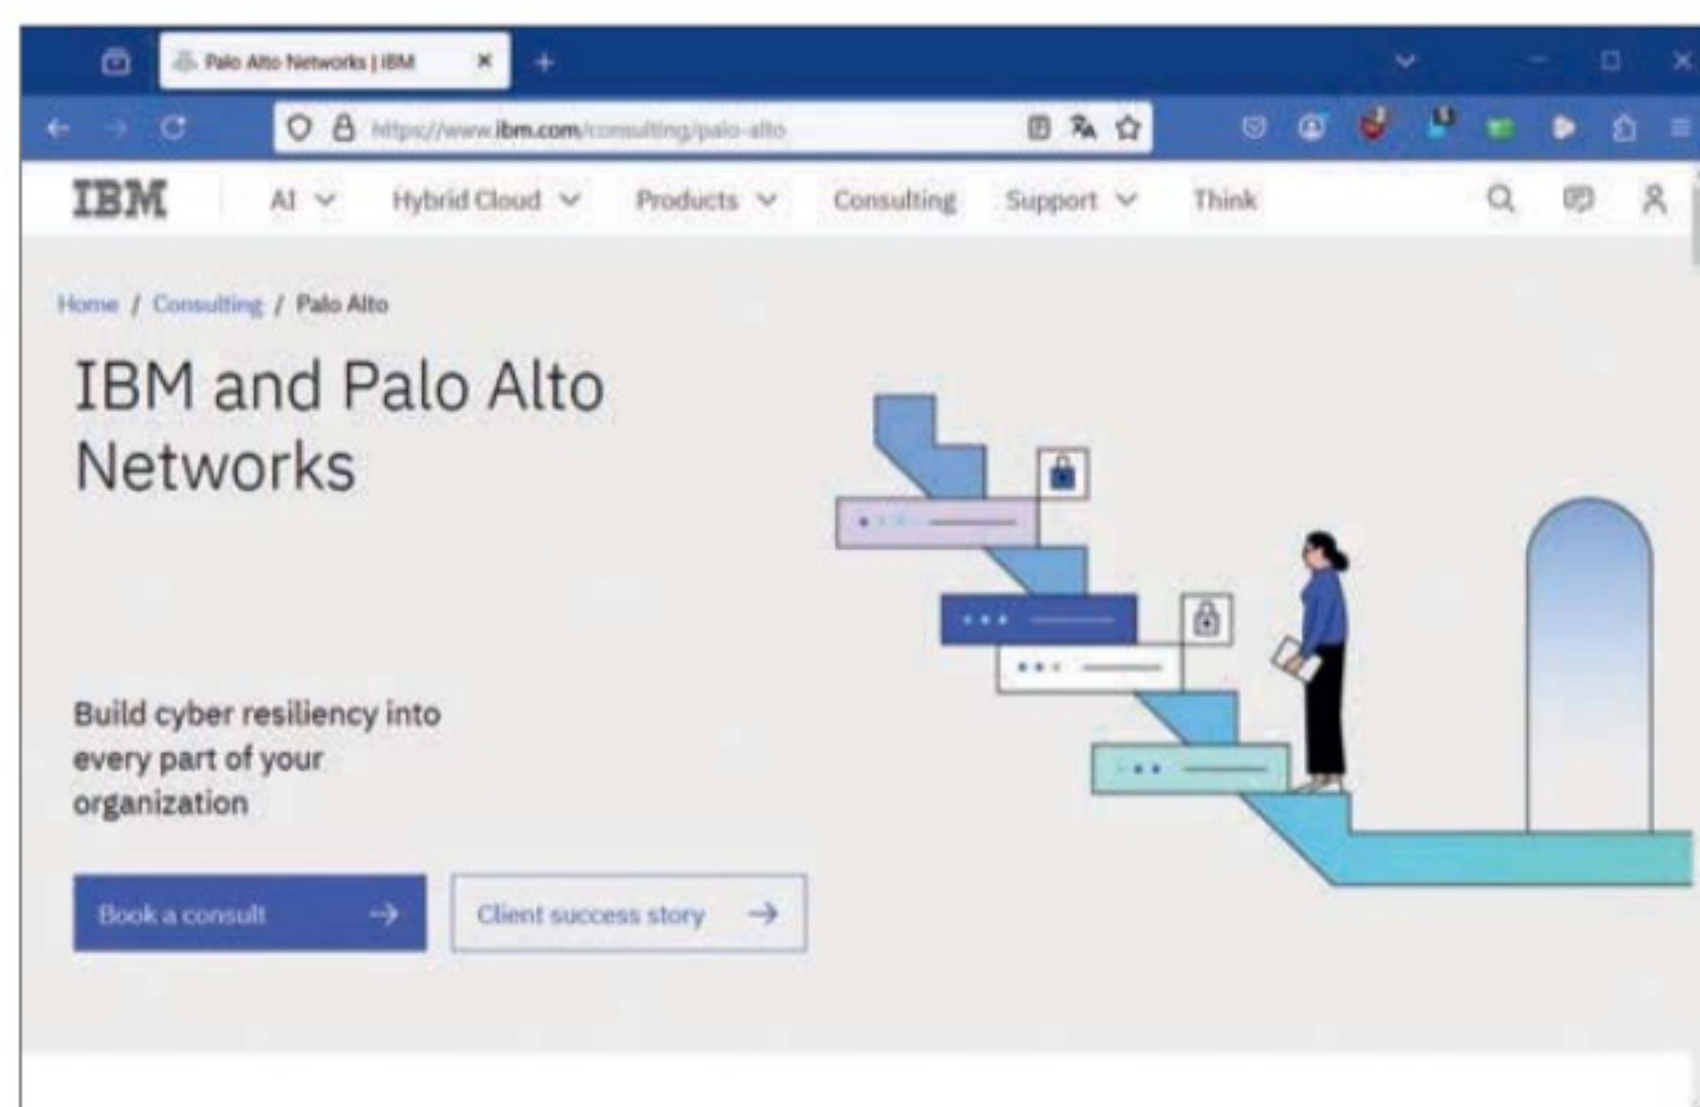 Palo Alto Networks | IBM
https://www.ibm.com/consulting/palo-alto
IBM
AI
Hybrid Cloud
Products
Consulting
Support
Think
Home / Consulting / Palo Alto
IBM and Palo Alto
Networks
Build cyber resiliency into
every part of your
organization
Book a consult
Client success story